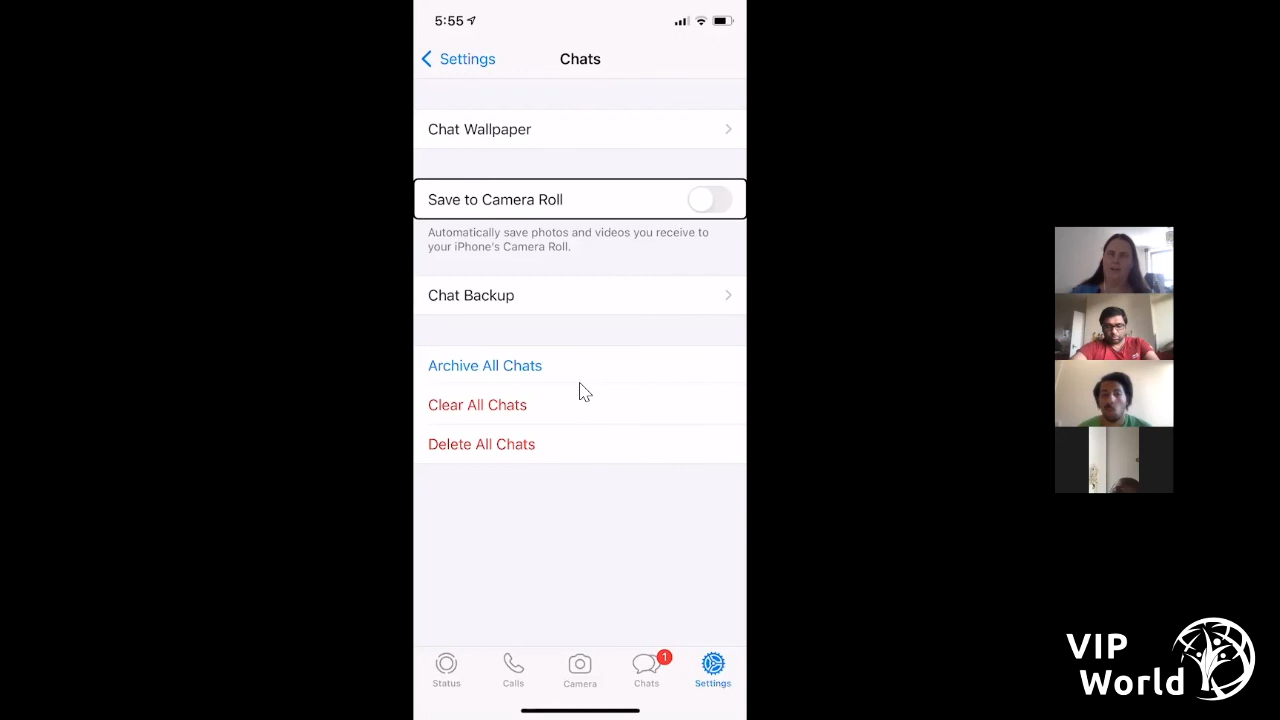 5:55
Settings
Chats
Chat Wallpaper
Save to Camera Roll
Automatically save photos and videos you receive to
your iPhone's Camera Roll.
Chat Backup
Archive All Chats
Clear All Chats
Delete All Chats
Status
Calls
Camera
1
Chats
Settings
VIP
World